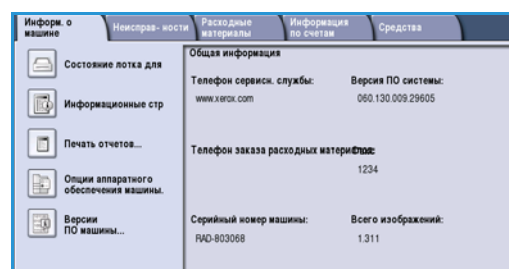 Информ. о машине
Неисправ- ности
Расходные материалы
Информация по счетам
Средства
Состояние лотка для
Информационные стр
Печать отчетов...
Опции аппаратного
обеспечения машины.
Версии
ПО машины...
Общая информация
Телефон сервисн. службы:
Версия ПО системы:
www.xerox.com
060.130.009.29605
Телефон заказа расходных материалов:
1234
Серийный номер машины:
Всего изображений:
RAD-803068
1.311